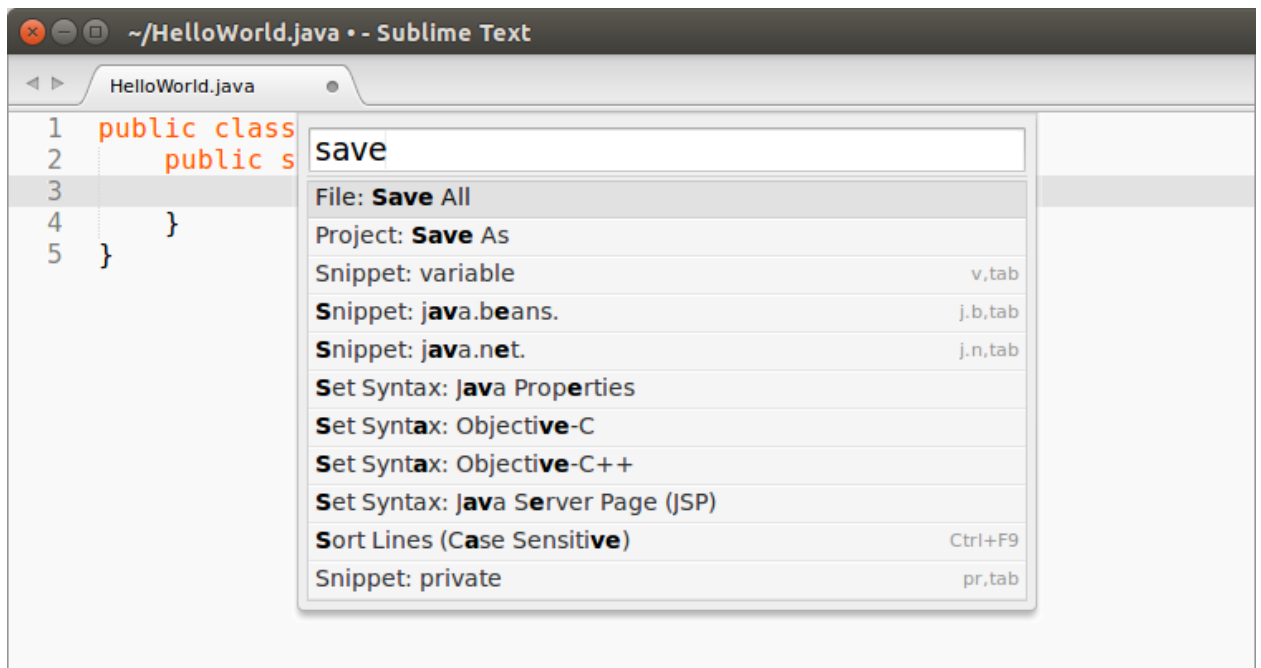 ~/HelloWorld.java • - Sublime Text
HelloWorld.java
1 public class
2 public s
3
4 }
5 }
save
File: Save All
Project: Save As
Snippet: variable v,tab
Snippet: java.beans. j.b,tab
Snippet: java.net. j.n,tab
Set Syntax: Java Properties
Set Syntax: Objective-C
Set Syntax: Objective-C++
Set Syntax: Java Server Page (JSP)
Sort Lines (Case Sensitive) Ctrl+F9
Snippet: private pr,tab